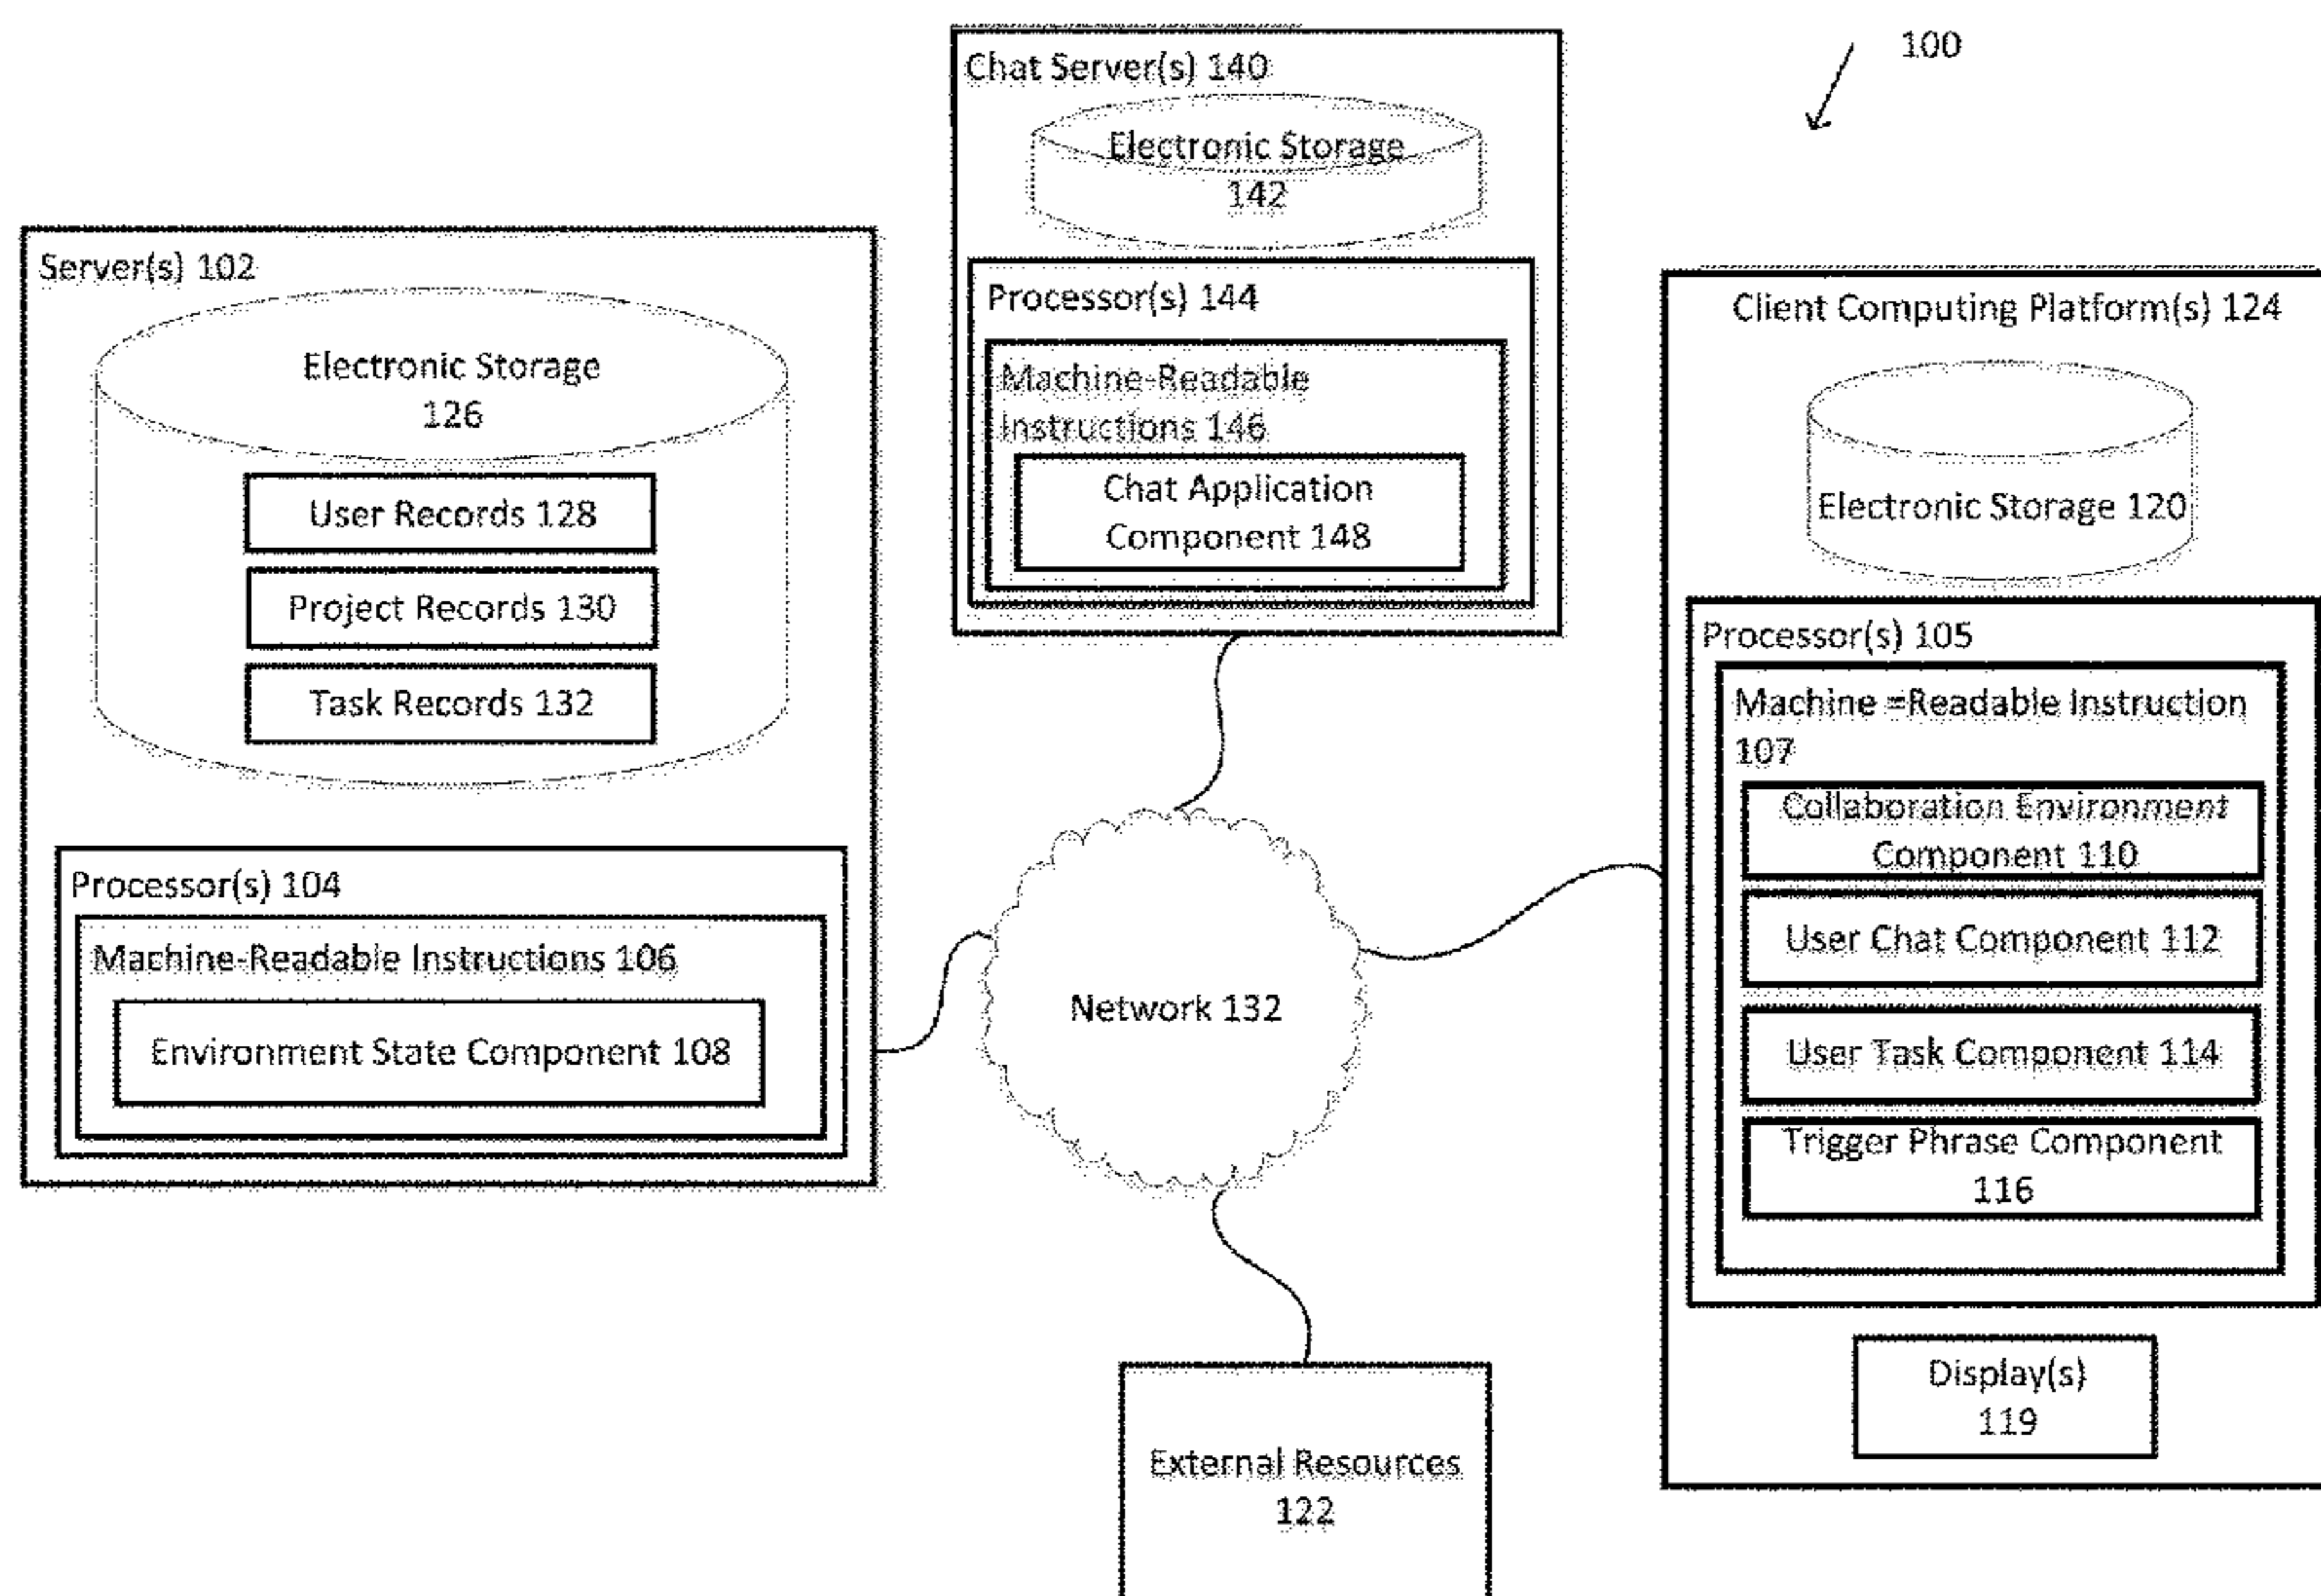 100
Chat Server(s) 140
Electronic Storage
142
Processor(s) 144
Machine-Readable
Instructions 146
Chat Application
Component 148
Server(s) 102
Electronic Storage
126
User Records 128
Project Records 130
Task Records 132
Processor(s) 104
Machine-Readable Instructions 106
Environment State Component 108
Network 132
Client Computing Platform(s) 124
Electronic Storage 120
Processor(s) 105
Machine =Readable Instruction
107
Collaboration Environment
Component 110
User Chat Component 112
User Task Component 114
Trigger Phrase Component
116
Display(s)
119
External Resources
122